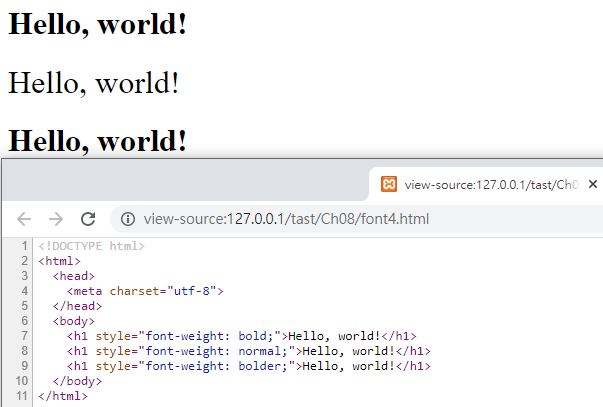 Hello, world!
Hello, world!
Hello, world!
view-source:127.0.0.1/tast/Ch0
view-source:127.0.0.1/tast/Ch08/font4.html
1 <!DOCTYPE html>
2 <html>
3   <head>
4     <meta charset="utf-8">
5   </head>
6   <body>
7     <h1 style="font-weight: bold;">Hello, world!</h1>
8     <h1 style="font-weight: normal;">Hello, world!</h1>
9     <h1 style="font-weight: bolder;">Hello, world!</h1>
10   </body>
11 </html>